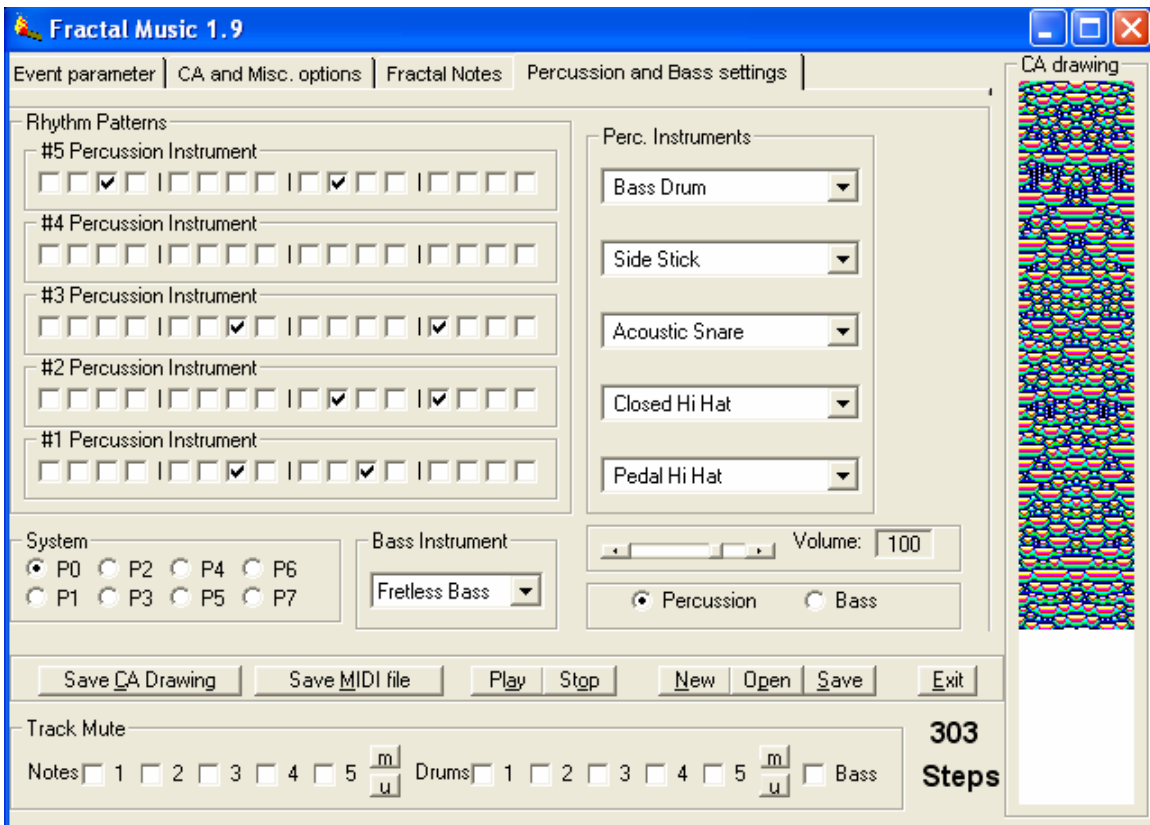 Fractal Music 1.9
Event parameter CA and Misc. options Fractal Notes Percussion and Bass settings
CA drawing
Rhythm Patterns
#5 Percussion Instrument
#4 Percussion Instrument
#3 Percussion Instrument
#2 Percussion Instrument
#1 Percussion Instrument
Perc. Instruments
Bass Drum
Side Stick
Acoustic Snare
Closed Hi Hat
Pedal Hi Hat
System
P0 P2 P4 P6
P1 P3 P5 P7
Bass Instrument
Fretless Bass
Volume: 100
Percussion Bass
Save CA Drawing Save MIDI file Play Stop New Open Save Exit
Track Mute
Notes 1 2 3 4 5 m u Drums 1 2 3 4 5 m u Bass
303
Steps